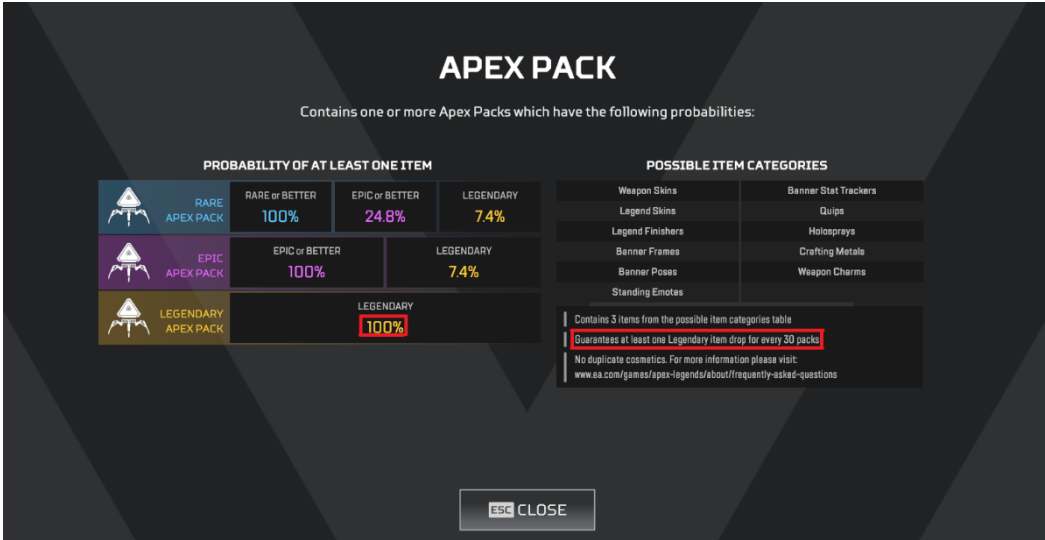 APEX PACK
Contains one or more Apex Packs which have the following probabilities:
PROBABILITY OF AT LEAST ONE ITEM
RARE
APEX PACK
RARE or BETTER
100%
EPIC or BETTER
24.8%
LEGENDARY
7.4%
EPIC
APEX PACK
EPIC or BETTER
100%
LEGENDARY
7.4%
LEGENDARY
APEX PACK
LEGENDARY
100%
POSSIBLE ITEM CATEGORIES
Weapon Skins
Banner Stat Trackers
Legend Skins
Quips
Legend Finishers
Holosprays
Banner Frames
Crafting Metals
Banner Poses
Weapon Charms
Standing Emotes
Contains 3 items from the possible item categories table
Guarantees at least one Legendary item drop for every 30 packs
No duplicate cosmetics. For more information please visit:
www.ea.com/games/apex-legends/about/frequently-asked-questions
ESC CLOSE